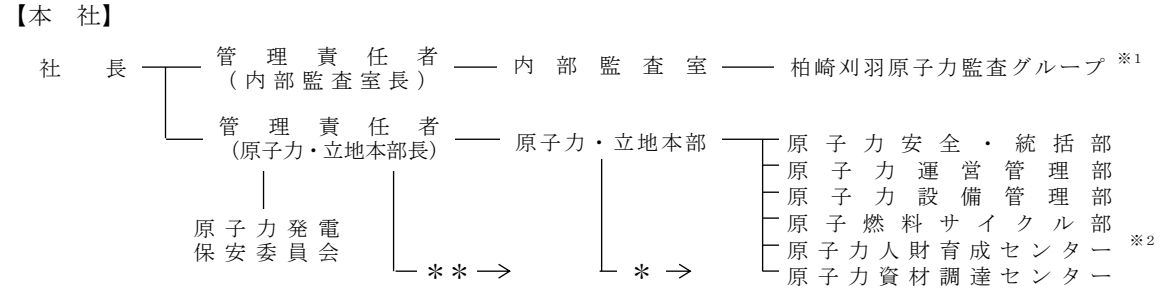 【本 社】
社 長 管理責任者 内部監査室 柏崎刈羽原子力監査グループ ※1
(内部監査室長)
管理責任者 原子力・立地本部 原子力安全・統括部
(原子力・立地本部長)
原子力運営管理部
原子力設備管理部
原子力発電 原子燃料サイクル部
保安委員会 原子力人財育成センター ※2
** * 原子力資材調達センター